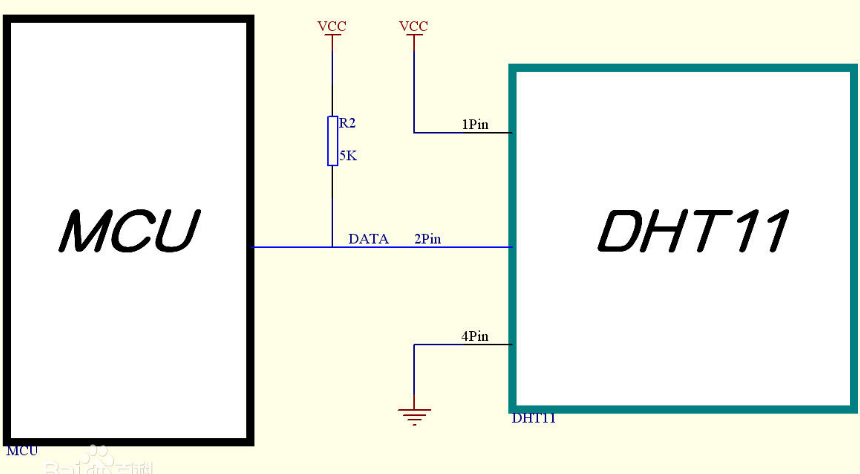 VCC
VCC
R2
5K
1Pin
MCU
DATA
2Pin
DHT11
4Pin
DHT11
MCU